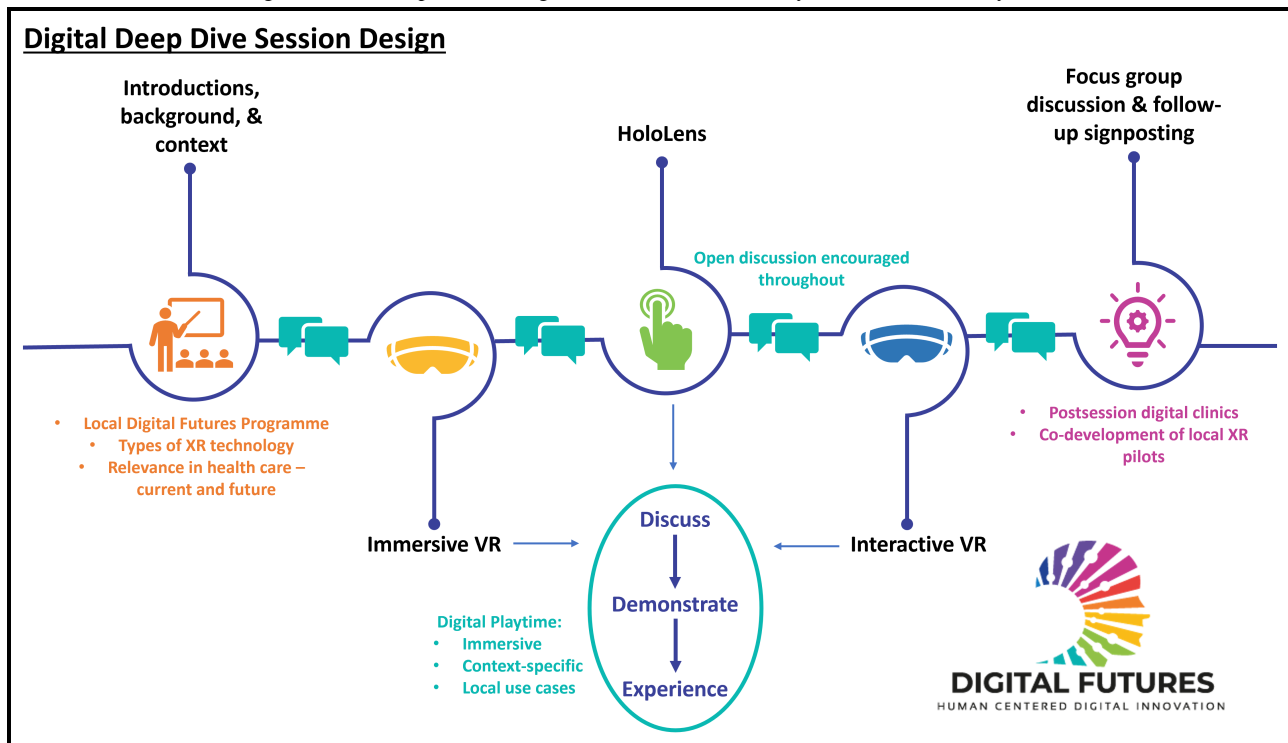 Digital Deep Dive Session Design
Introductions,
background, &
context
HoloLens
Focus group
discussion & follow-
up signposting
Open discussion encouraged
throughout
• Local Digital Futures Programme
• Types of XR technology
• Relevance in health care –
current and future
• Postsession digital clinics
• Co-development of local XR
pilots
Immersive VR
Interactive VR
Discuss
Demonstrate
Experience
Digital Playtime:
• Immersive
• Context-specific
• Local use cases
DIGITAL FUTURES
HUMAN CENTERED DIGITAL INNOVATION